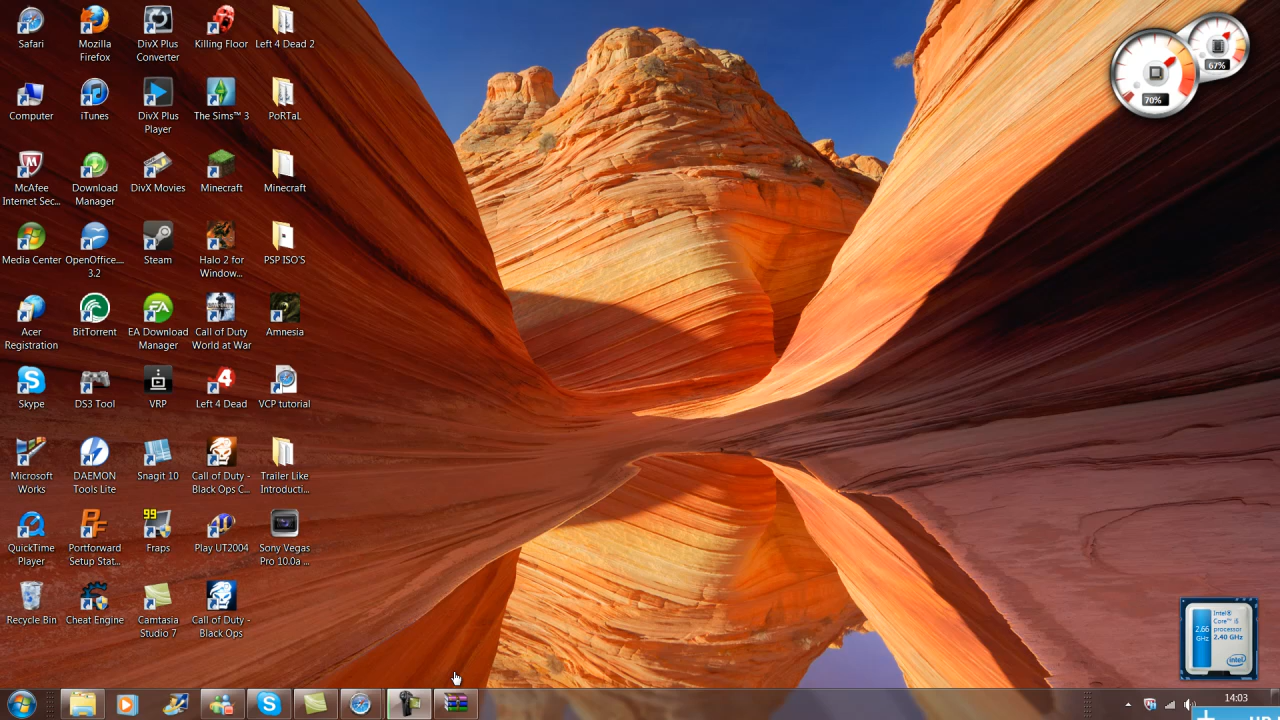 Safari
Mozilla
Firefox
DivX Plus
Converter
Killing Floor
Left 4 Dead 2
Computer
iTunes
DivX Plus
Player
The Sims™ 3
PoRTaL
McAfee
Internet Sec...
Download
Manager
DivX Movies
Minecraft
Minecraft
Media Center
OpenOffice....
3.2
Steam
Halo 2 for
Window...
PSP ISO'S
Acer
Registration
BitTorrent
EA Download
Manager
Call of Duty
World at War
Amnesia
Skype
DS3 Tool
VRP
Left 4 Dead
VCP tutorial
Microsoft
Works
DAEMON
Tools Lite
Snagit 10
Call of Duty -
Black Ops C...
Trailer Like
Introducti...
QuickTime
Player
Portforward
Setup Stat...
99
Fraps
Play UT2004
Sony Vegas
Pro 10.0a ...
Recycle Bin
Cheat Engine
Camtasia
Studio 7
Call of Duty -
Black Ops
67%
70%
Intel®
Core™ i5
processor
2.40 GHz
2.66
GHz
intel
14:03